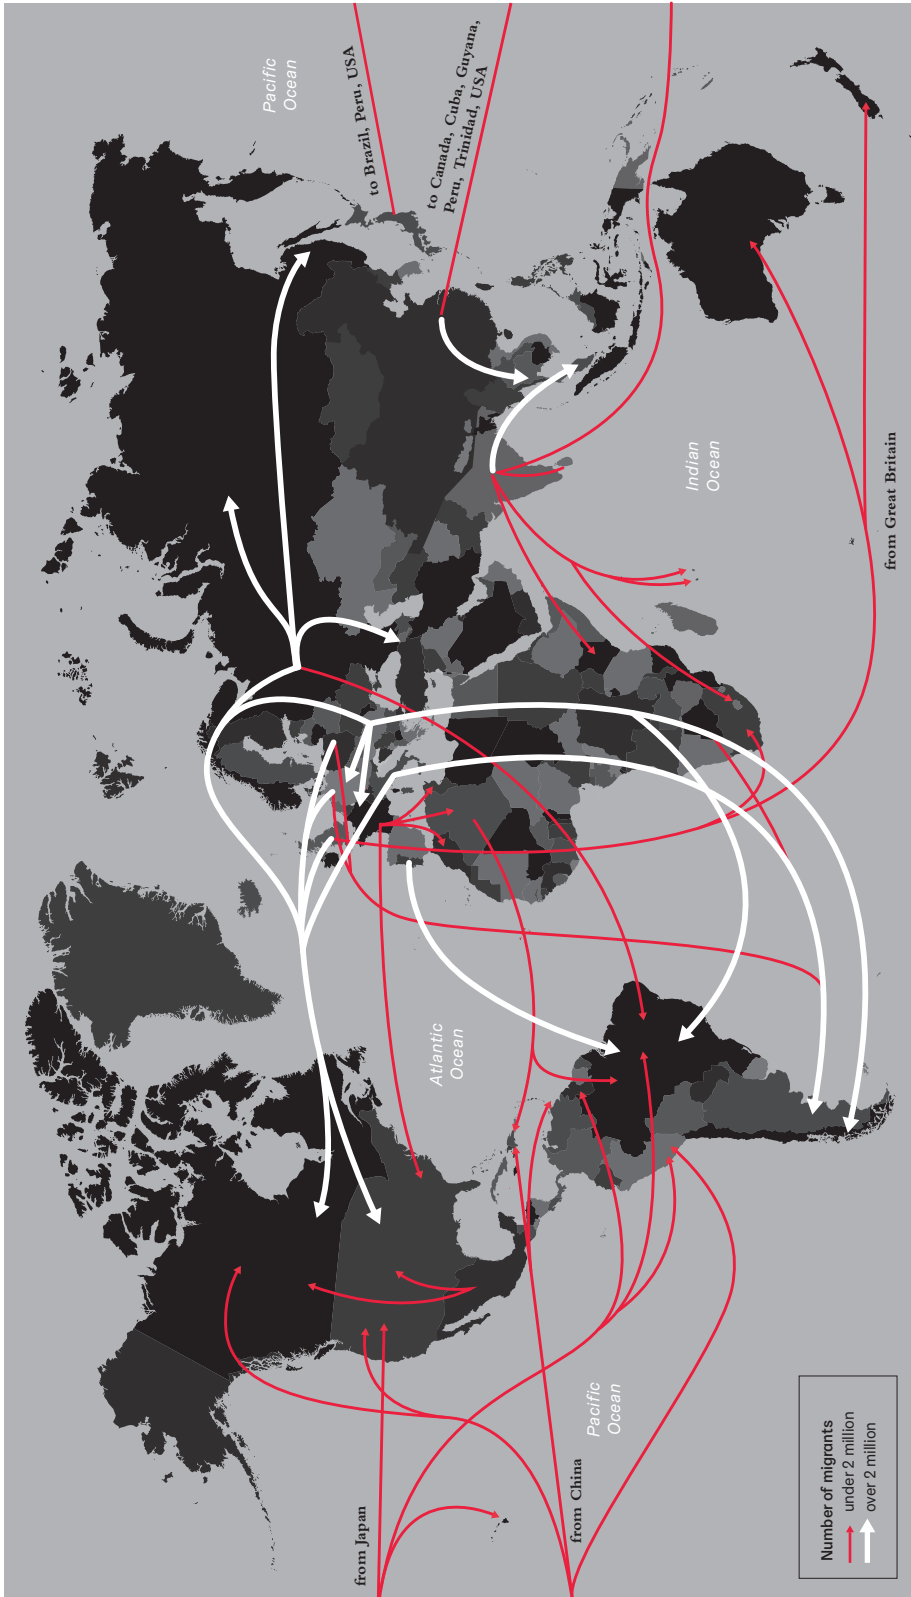 Pacific
Ocean
to Brazil, Peru, USA
to Canada, Cuba, Guyana,
Peru, Trinidad, USA
Indian
Ocean
from Great Britain
Atlantic
Ocean
Pacific
Ocean
from Japan
from China
Number of migrants
under 2 million
over 2 million